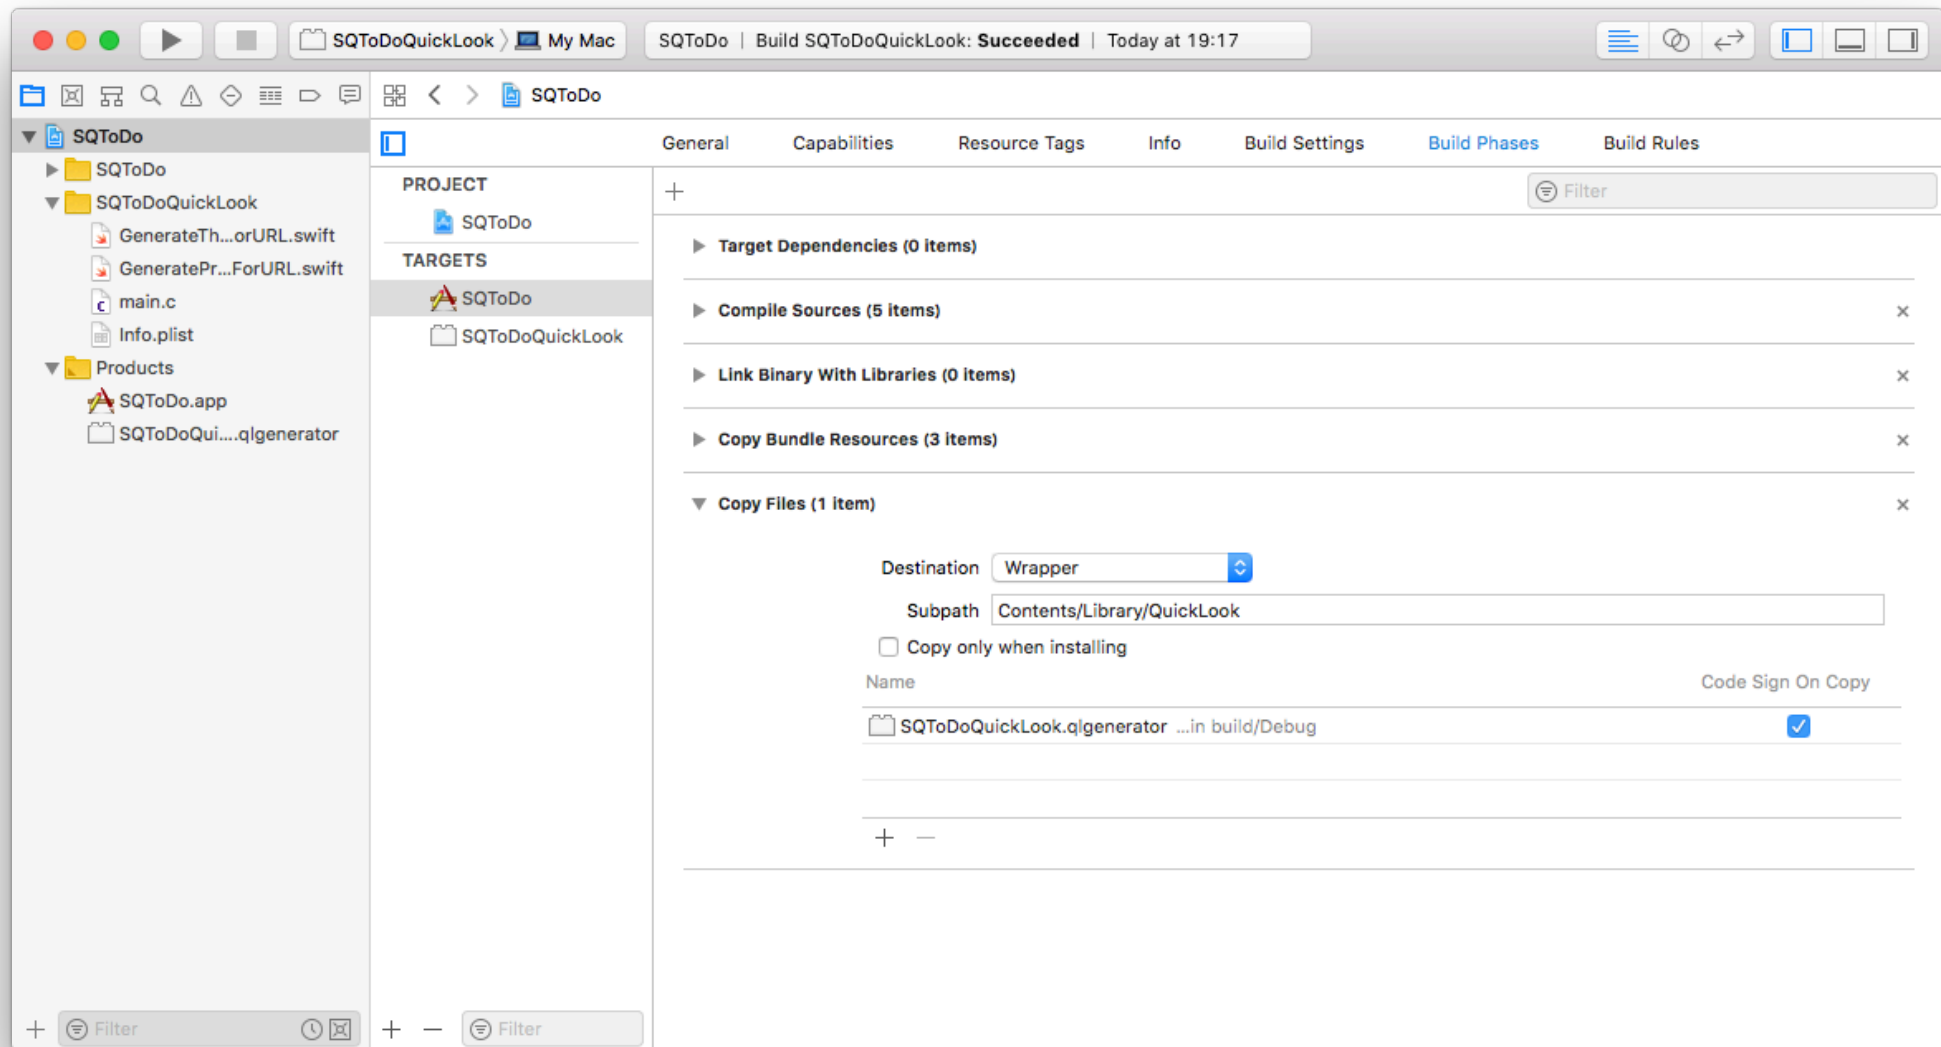 SQToDoQuickLook My Mac
SQToDo | Build SQToDoQuickLook: Succeeded | Today at 19:17
SQToDo
SQToDo
SQToDo
SQToDoQuickLook
GenerateTh...orURL.swift
GeneratePr...ForURL.swift
main.c
Info.plist
Products
SQToDo.app
SQToDoQui....qlgenerator
Filter
General Capabilities Resource Tags Info Build Settings Build Phases Build Rules
PROJECT
SQToDo
TARGETS
SQToDo
SQToDoQuickLook
Filter
Filter
Target Dependencies (0 items)
Compile Sources (5 items)
Link Binary With Libraries (0 items)
Copy Bundle Resources (3 items)
Copy Files (1 item)
Destination Wrapper
Subpath Contents/Library/QuickLook
Copy only when installing
Name Code Sign On Copy
SQToDoQuickLook.qlgenerator ...in build/Debug